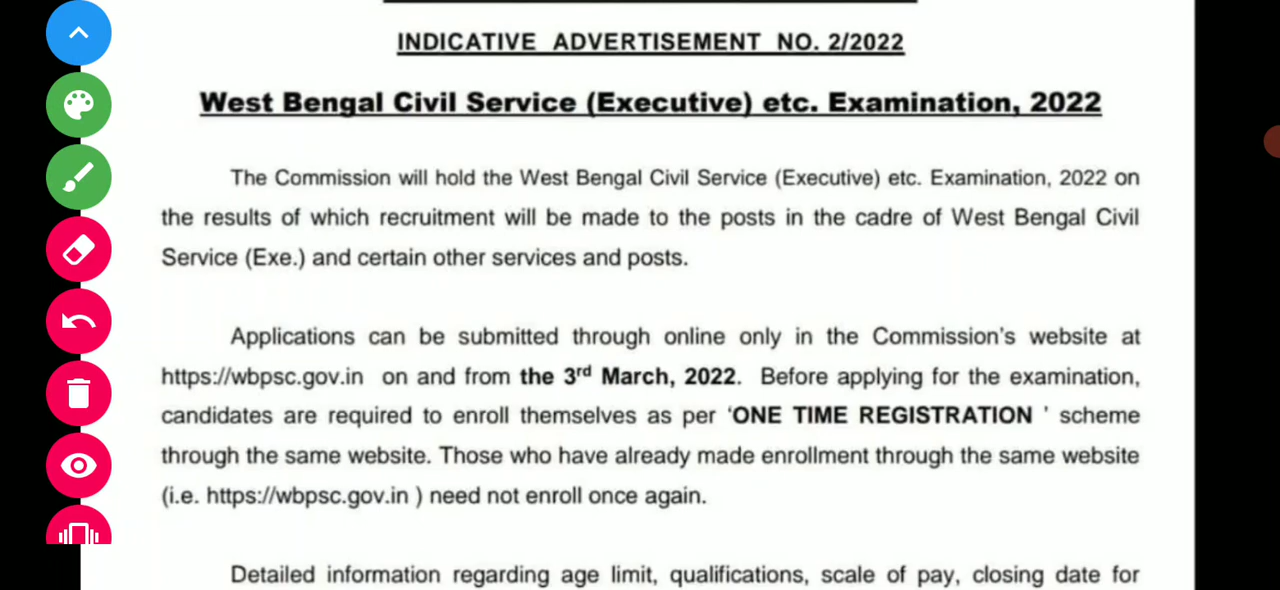 INDICATIVE ADVERTISEMENT NO. 2/2022
West Bengal Civil Service (Executive) etc. Examination, 2022
The Commission will hold the West Bengal Civil Service (Executive) etc. Examination, 2022 on
the results of which recruitment will be made to the posts in the cadre of West Bengal Civil
Service (Exe.) and certain other services and posts.
Applications can be submitted through online only in the Commission's website at
https://wbpsc.gov.in on and from the 3rd March, 2022. Before applying for the examination,
candidates are required to enroll themselves as per 'ONE TIME REGISTRATION ' scheme
through the same website. Those who have already made enrollment through the same website
(i.e. https://wbpsc.gov.in ) need not enroll once again.
Detailed information regarding age limit, qualifications, scale of pay, closing date for